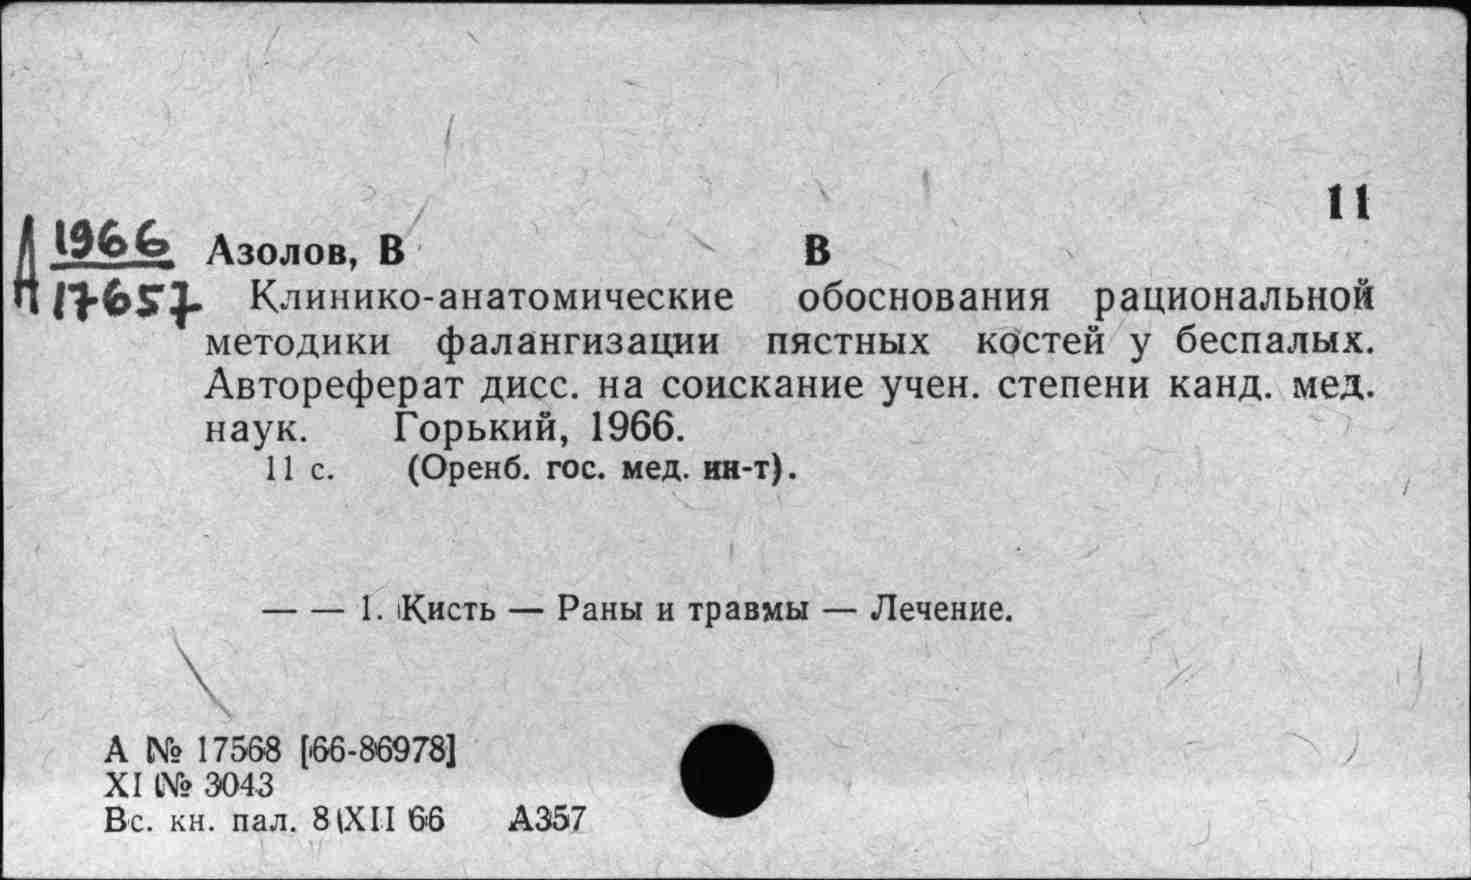 11
А 1966 Азолов, В В
П 17657 Клинико-анатомические обоснования рациональной
методики фалангизации пястных костей у беспалых.
Автореферат дисс. на соискание учен. степени канд. мед.
наук. Горький, 1966.
11 с. (Оренб. гос. мед. ин-т).
— — 1. Кисть — Раны и травмы — Лечение.
А № 17568 [66-86978]
XI № 3043
Вс. кн. пал. 8 XII 66 А357